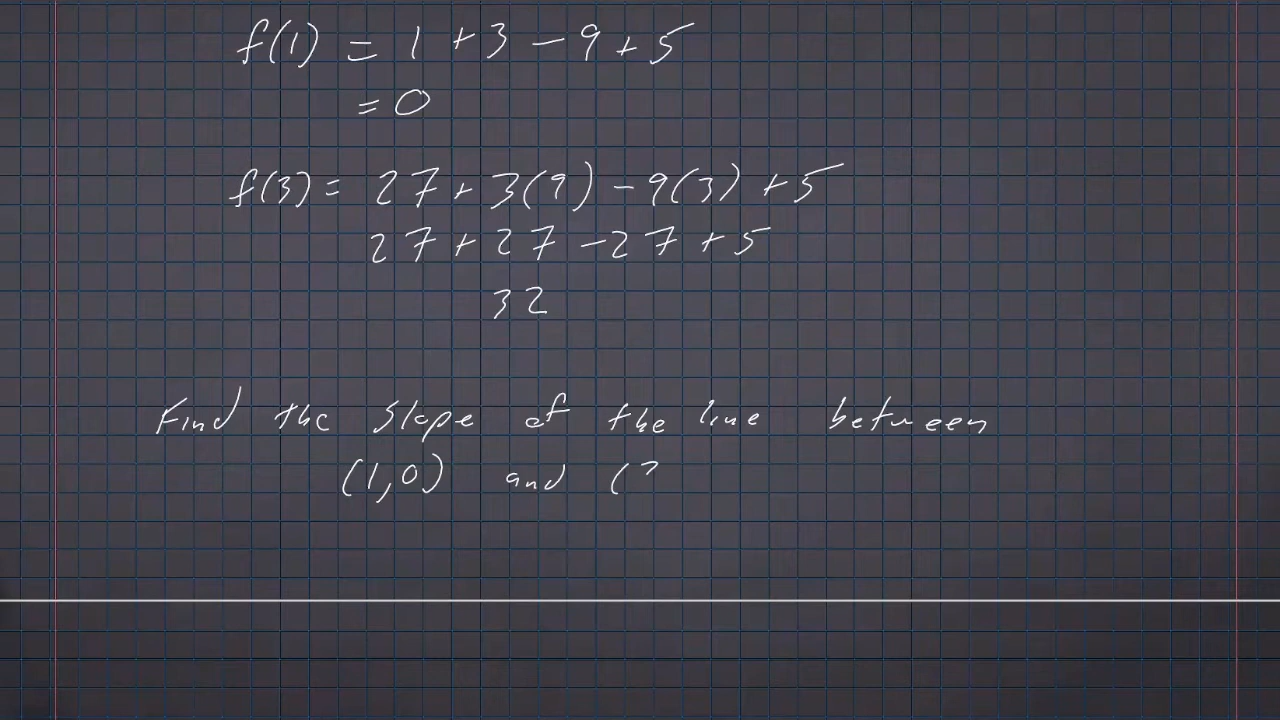 f(1) = 1 + 3 - 9 + 5
= 0
f(3) = 27 + 3(9) - 9(3) + 5
27 + 27 - 27 + 5
32
Find the slope of the line between
(1,0) and (